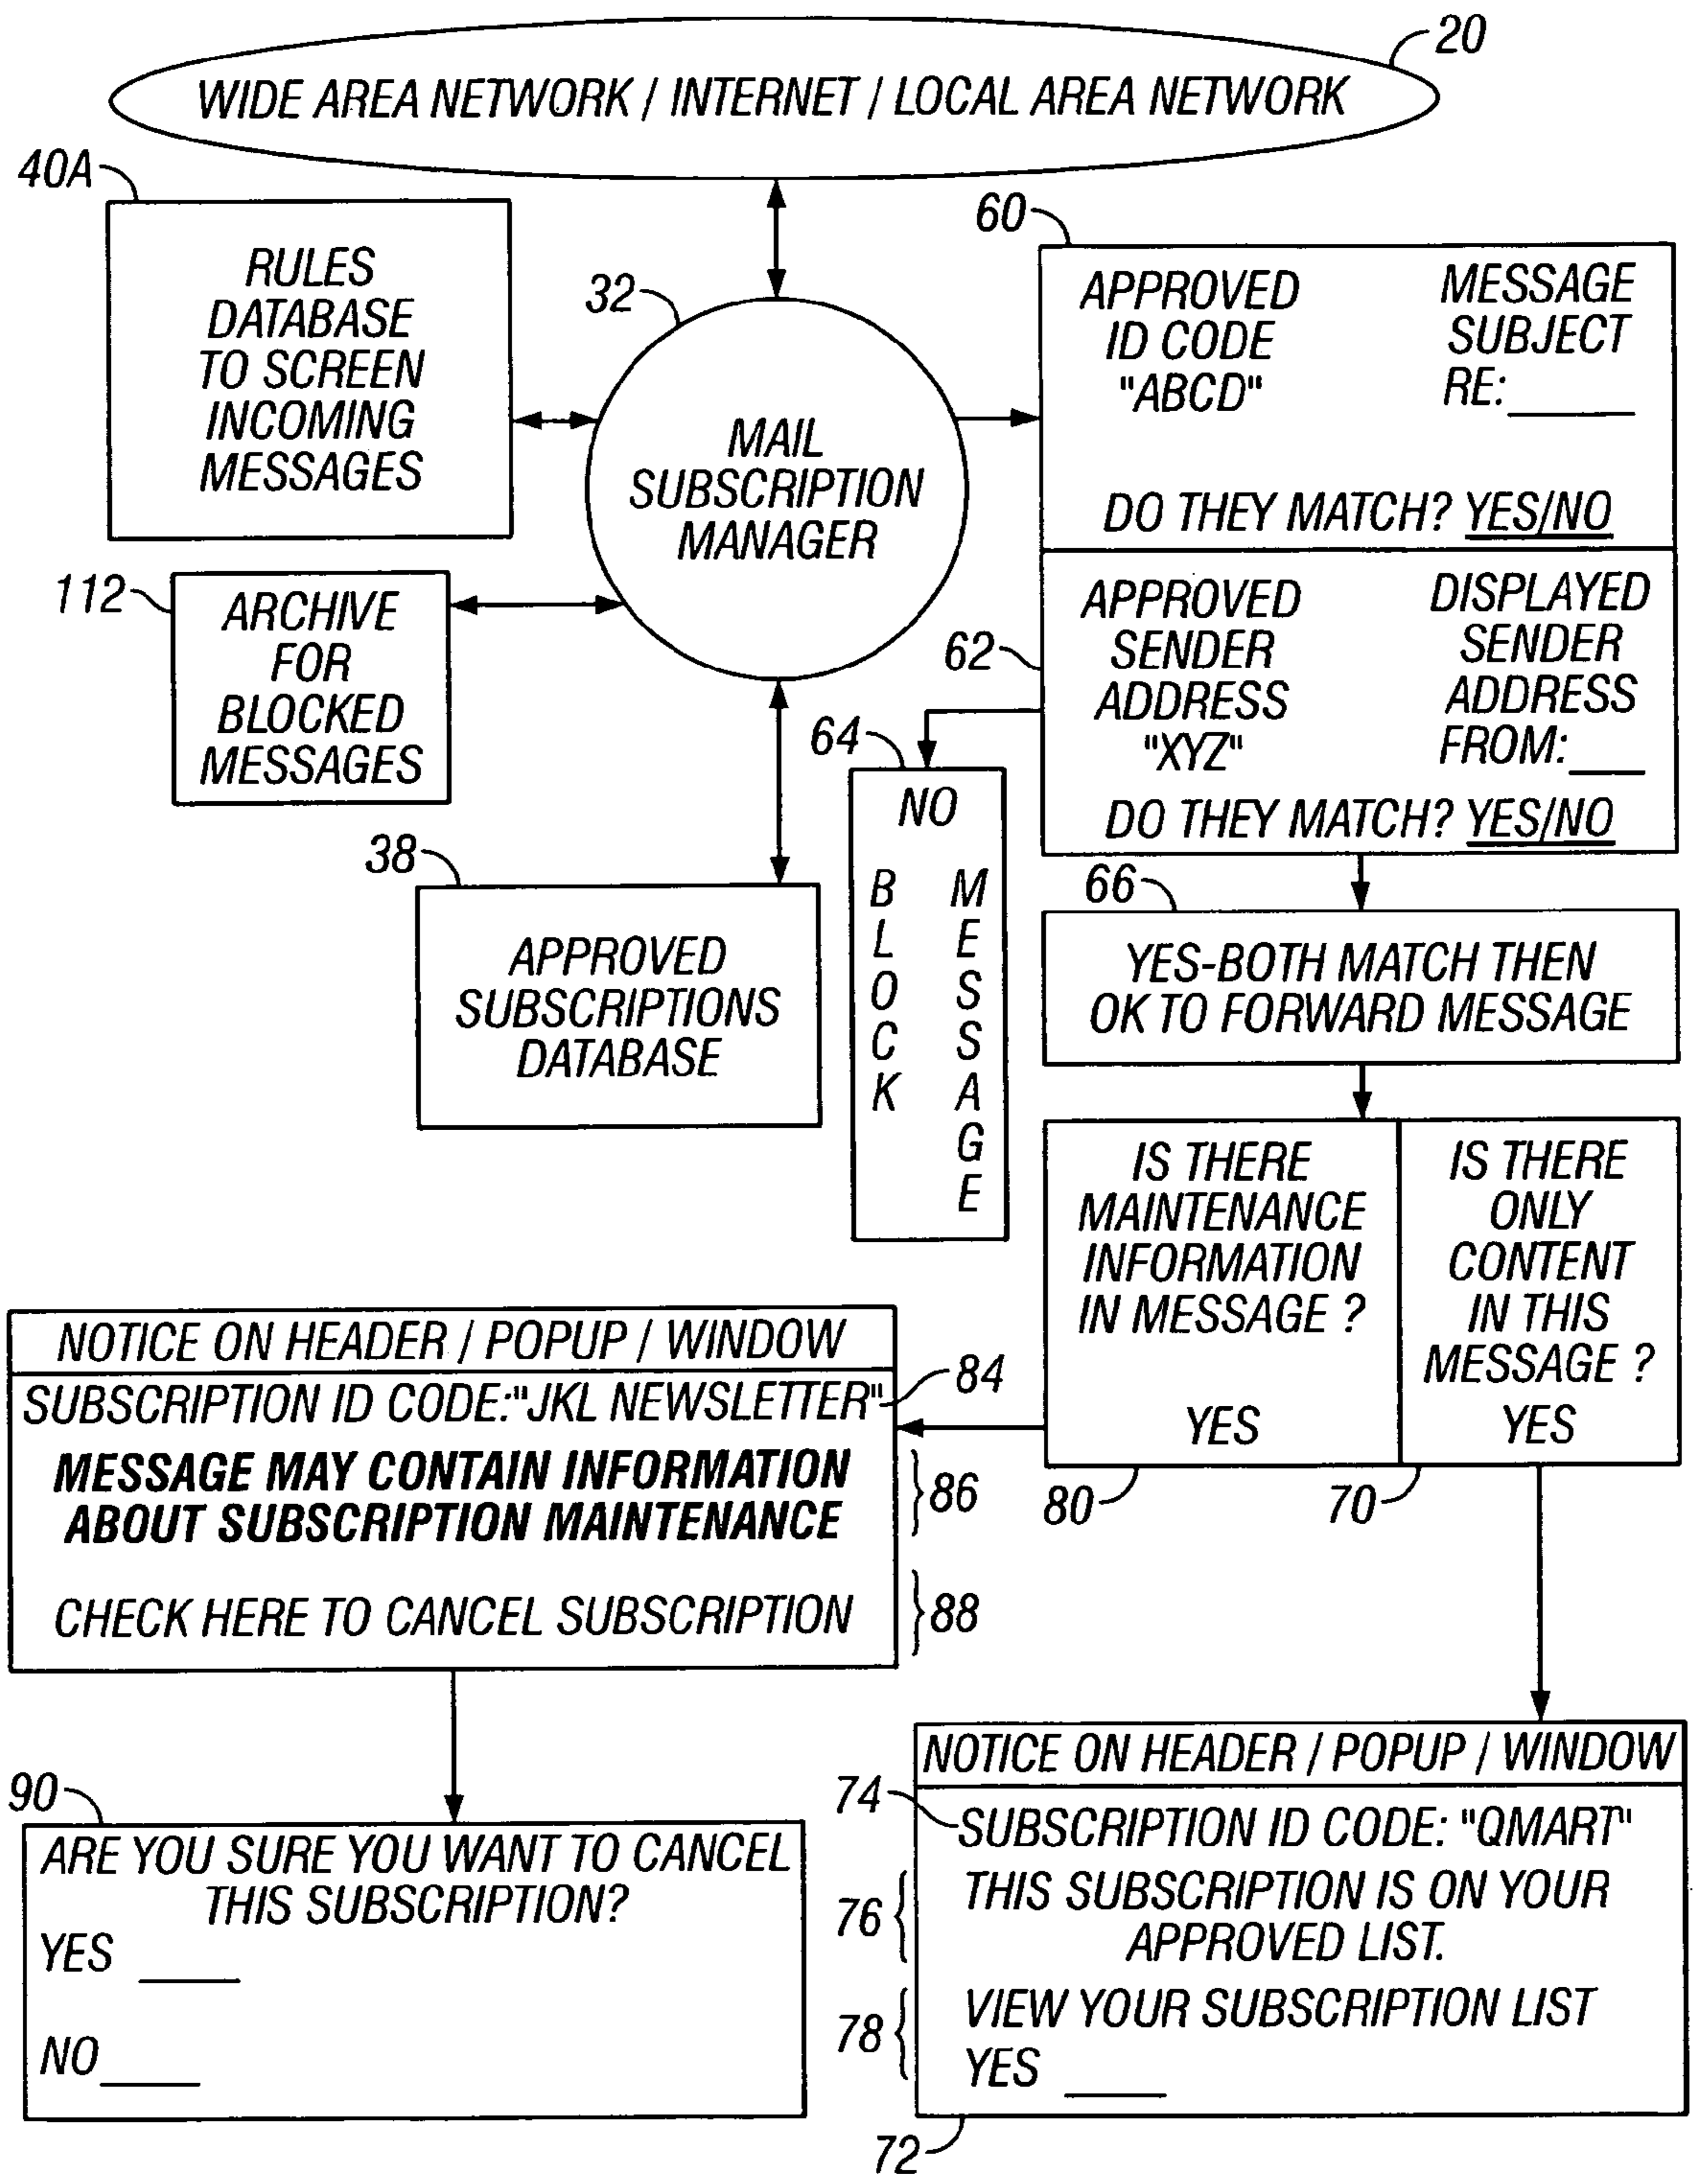 20
WIDE AREA NETWORK / INTERNET / LOCAL AREA NETWORK
40A
RULES
DATABASE
TO SCREEN
INCOMING
MESSAGES
32
MAIL
SUBSCRIPTION
MANAGER
60
APPROVED
ID CODE
"ABCD"
MESSAGE
SUBJECT
RE:
DO THEY MATCH? YES/NO
112
ARCHIVE
FOR
BLOCKED
MESSAGES
62
APPROVED
SENDER
ADDRESS
"XYZ"
DISPLAYED
SENDER
ADDRESS
FROM:
DO THEY MATCH? YES/NO
64
NO
BLOCK
MESSAGE
38
APPROVED
SUBSCRIPTIONS
DATABASE
66
YES-BOTH MATCH THEN
OK TO FORWARD MESSAGE
IS THERE
MAINTENANCE
INFORMATION
IN MESSAGE ?
YES
80
IS THERE
ONLY
CONTENT
IN THIS
MESSAGE ?
YES
70
NOTICE ON HEADER / POPUP / WINDOW
SUBSCRIPTION ID CODE:"JKL NEWSLETTER"
84
MESSAGE MAY CONTAIN INFORMATION
ABOUT SUBSCRIPTION MAINTENANCE
86
CHECK HERE TO CANCEL SUBSCRIPTION
88
90
ARE YOU SURE YOU WANT TO CANCEL
THIS SUBSCRIPTION?
YES
NO
NOTICE ON HEADER / POPUP / WINDOW
74
SUBSCRIPTION ID CODE: "QMART"
76
THIS SUBSCRIPTION IS ON YOUR
APPROVED LIST.
78
VIEW YOUR SUBSCRIPTION LIST
YES
72